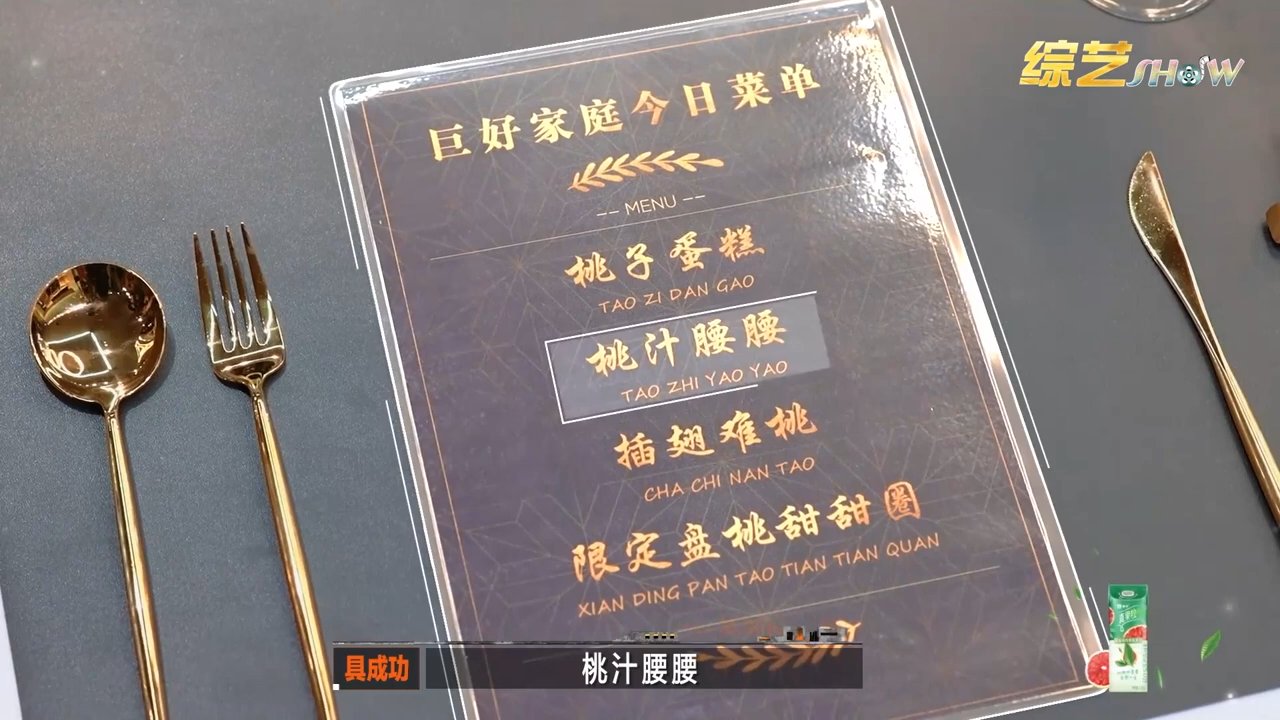 综艺SHOW
巨好家庭今日菜单
-- MENU --
桃子蛋糕
TAO ZI DAN GAO
桃汁腰腰
TAO ZHI YAO YAO
插翅难桃
CHA CHI NAN TAO
限定盘桃甜甜圈
XIAN DING PAN TAO TIAN TIAN QUAN
具成功
桃汁腰腰